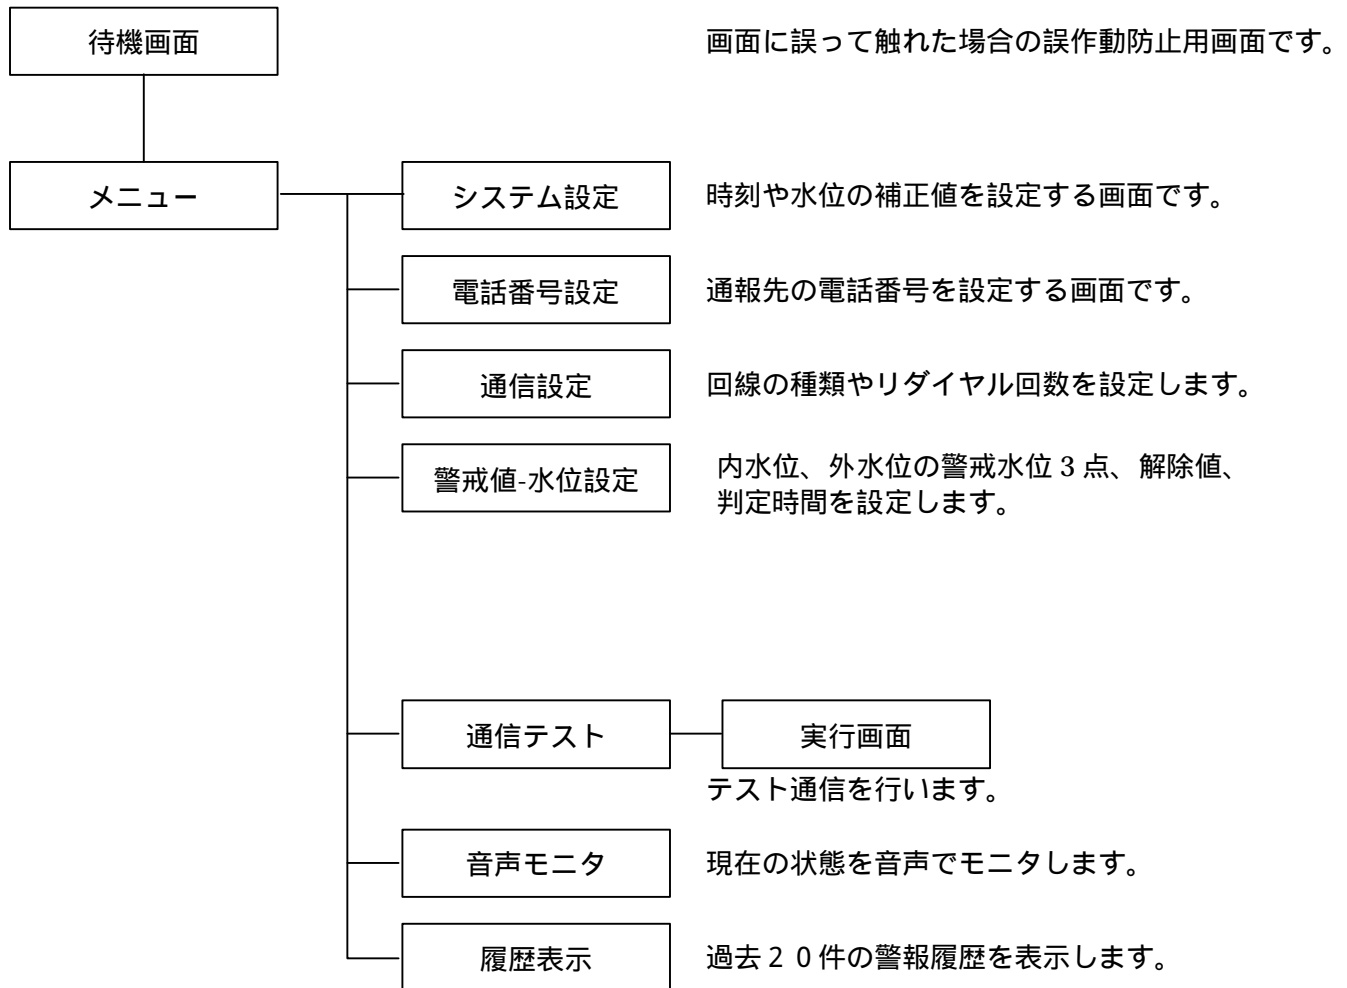 待機画面
画面に誤って触れた場合の誤作動防止用画面です。
メニュー
システム設定
時刻や水位の補正値を設定する画面です。
電話番号設定
通報先の電話番号を設定する画面です。
通信設定
回線の種類やリダイヤル回数を設定します。
警戒値-水位設定
内水位、外水位の警戒水位３点、解除値、
判定時間を設定します。
通信テスト
実行画面
テスト通信を行います。
音声モニタ
現在の状態を音声でモニタします。
履歴表示
過去２０件の警報履歴を表示します。